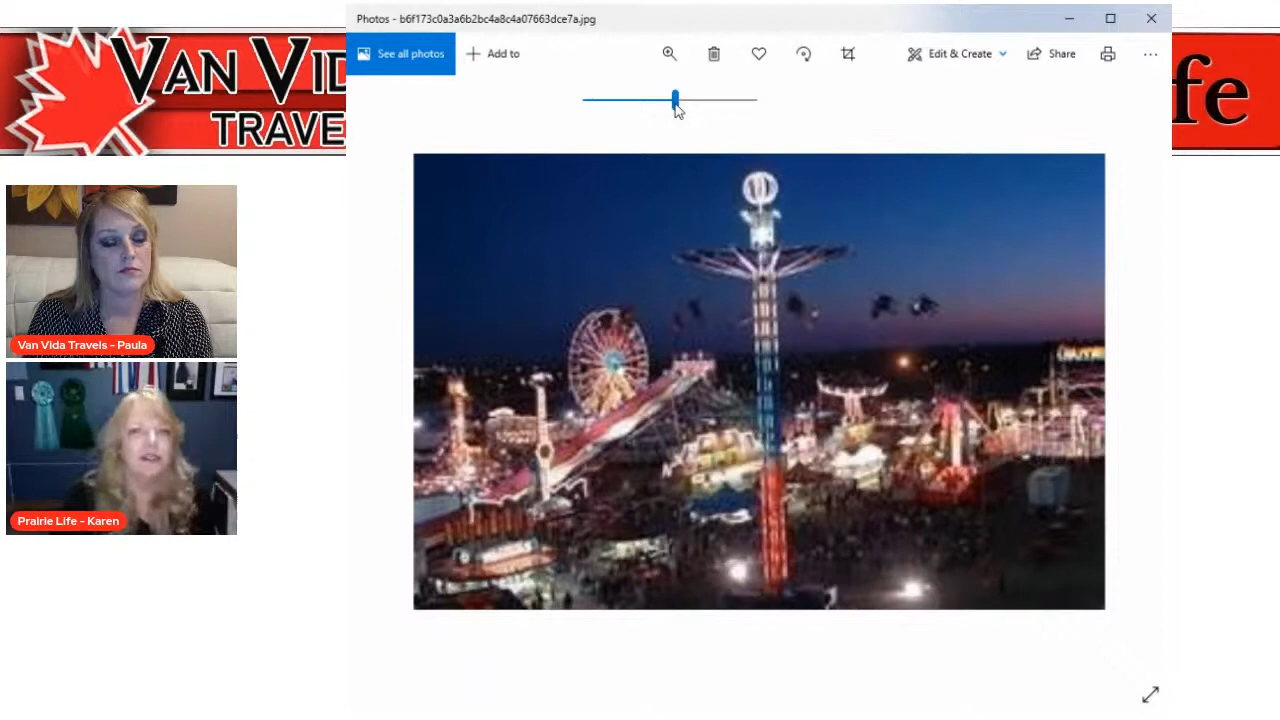 Photos - b6f173c0a3a6b2bc4a8c4a07663dce7a.jpg
See all photos
Add to
Edit & Create
Share
VAN VID
TRAVE
fe
Van Vida Travels - Paula
Prairie Life - Karen